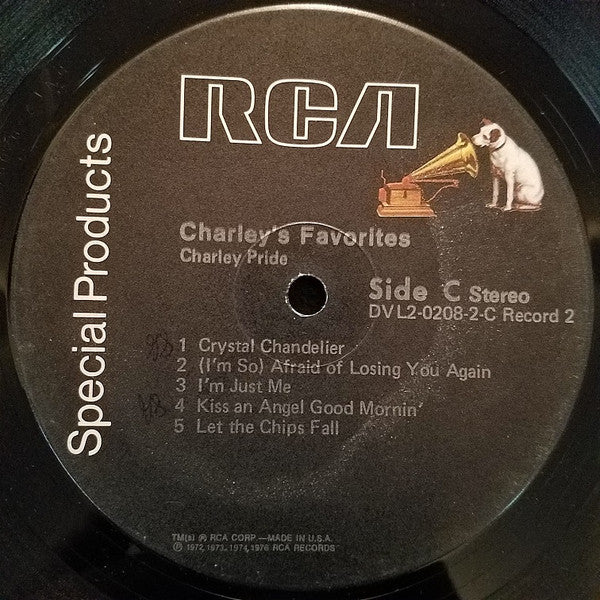 RCA
Special Products
Charley's Favorites
Charley Pride
Side C Stereo
DVL2-0208-2-C Record 2
1 Crystal Chandelier
2 (I'm So) Afraid of Losing You Again
3 I'm Just Me
4 Kiss an Angel Good Mornin'
5 Let the Chips Fall
TM(s) ® RCA CORP.—MADE IN U.S.A.
℗ 1972, 1973, 1974, 1976 RCA RECORDS